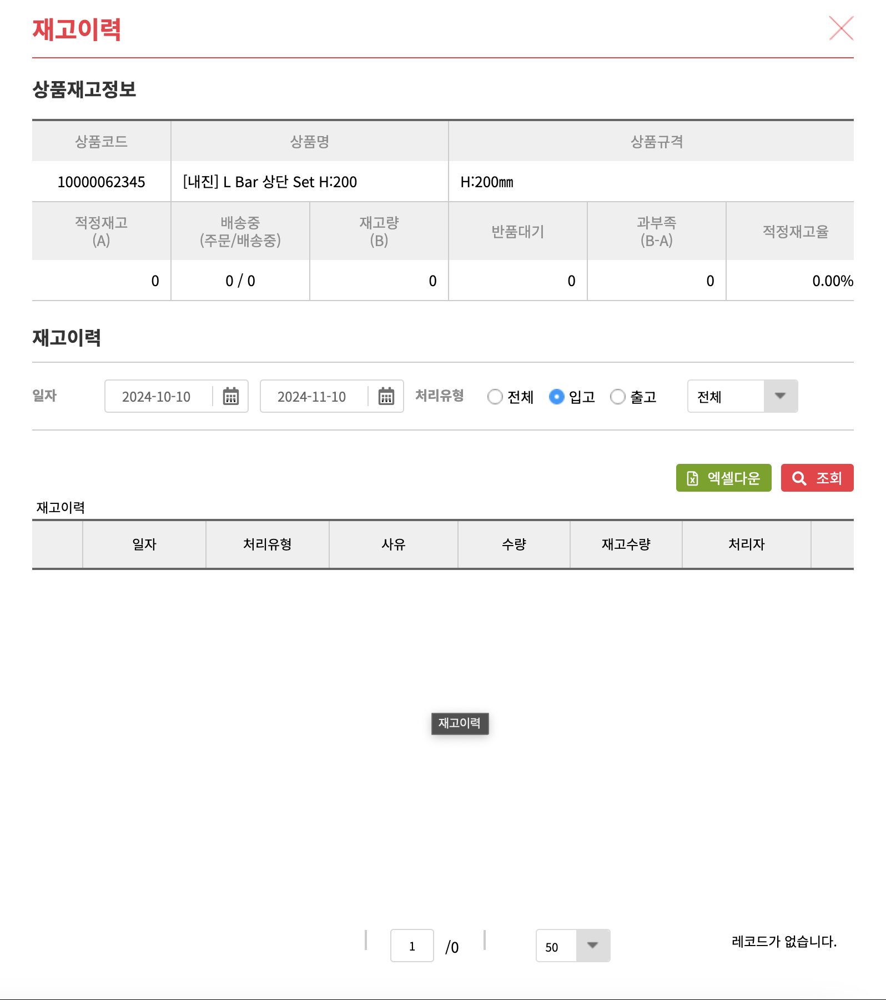 재고이력
상품재고정보
상품코드 상품명 상품규격
10000062345 [내진] L Bar 상단 Set H:200 H:200㎜
적정재고 (A) 배송중 (주문/배송중) 재고량 (B) 반품대기 과부족 (B-A) 적정재고율
0 0 / 0 0 0 0 0.00%
재고이력
일자 2024-10-10 2024-11-10 처리유형 전체 입고 출고 전체
엑셀다운 조회
재고이력
일자 처리유형 사유 수량 재고수량 처리자
재고이력
1 /0 50 레코드가 없습니다.